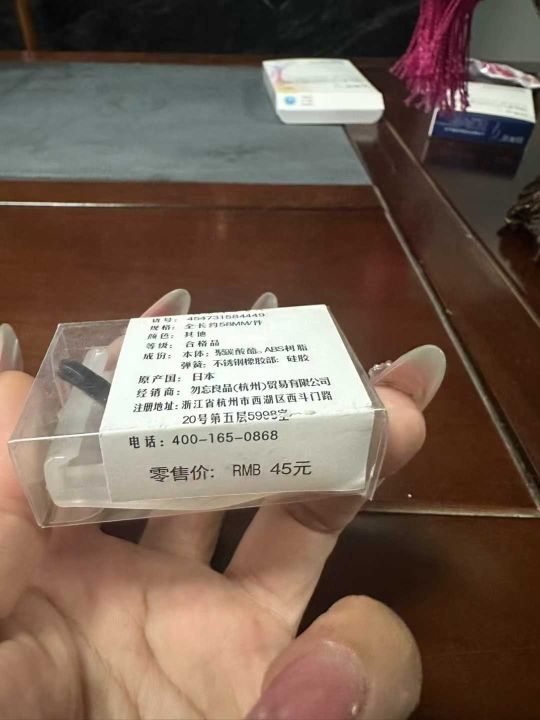 货号: 454731584449
规格: 全长约58MM/件
颜色: 其他
等级: 合格品
成份: 本体: 聚碳酸酯、ABS树脂
弹簧: 不锈钢橡胶部: 硅胶
原产国: 日本
经销商: 勿忘良品(杭州)贸易有限公司
注册地址: 浙江省杭州市西湖区西斗门路
20号第五层5998室
电话: 400-165-0868
零售价: RMB 45元